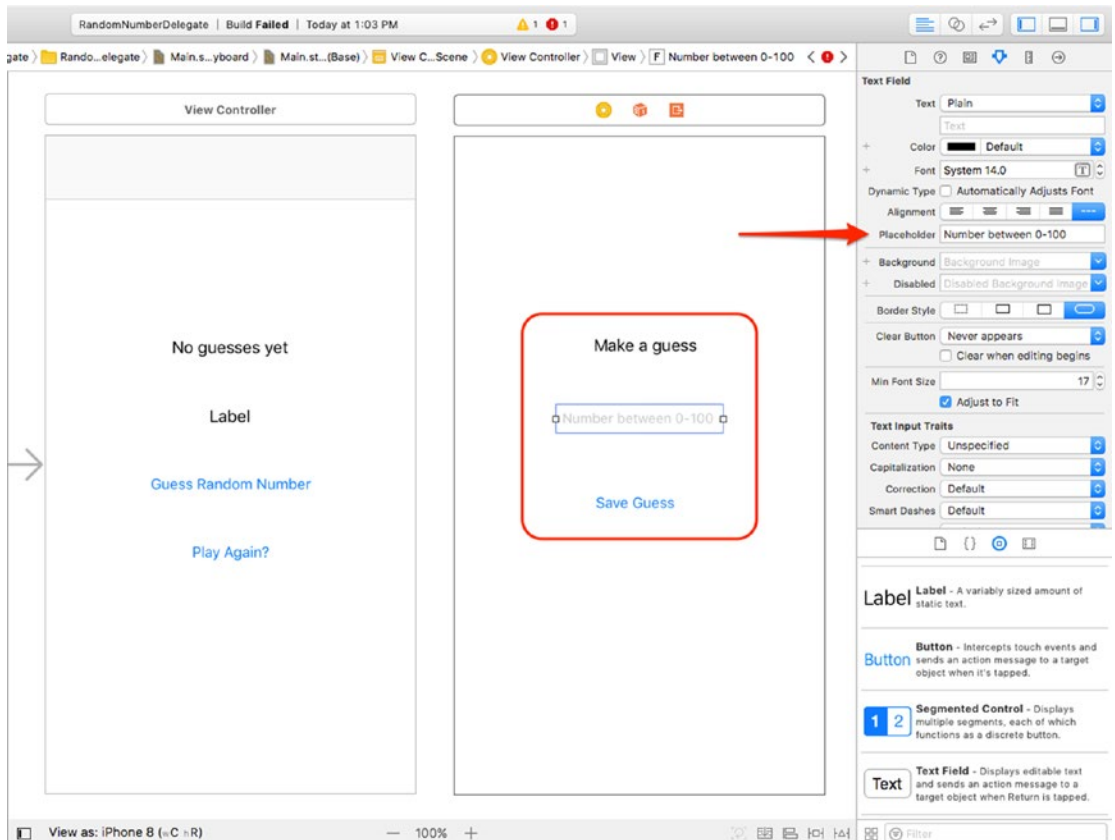 RandomNumberDelegate | Build Failed | Today at 1:03 PM
1 1
gate Rando...elegate Main.s...yboard Main.st...(Base) View C...Scene View Controller View F Number between 0-100
View Controller
No guesses yet
Label
Guess Random Number
Play Again?
Make a guess
Number between 0-100
Save Guess
Text Field
Text Plain
Text
Color Default
Font System 14.0 T
Dynamic Type Automatically Adjusts Font
Alignment
Placeholder Number between 0-100
Background Background Image
Disabled Disabled Background Image
Border Style
Clear Button Never appears
Clear when editing begins
Min Font Size 17
Adjust to Fit
Text Input Traits
Content Type Unspecified
Capitalization None
Correction Default
Smart Dashes Default
Label Label - A variably sized amount of
static text.
Button Button - Intercepts touch events and
sends an action message to a target
object when it's tapped.
1 2 Segmented Control - Displays
multiple segments, each of which
functions as a discrete button.
Text Text Field - Displays editable text
and sends an action message to a
target object when Return is tapped.
View as: iPhone 8 (wC hR) — 100% +
Filter